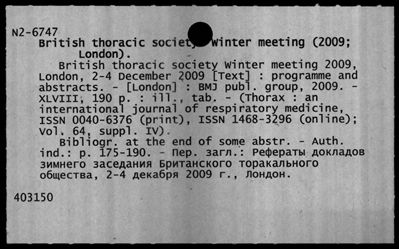 N2-6747
British thoracic society Winter meeting (2009;
London).
British thoracic society Winter meeting 2009,
London, 2-4 December 2009 [Text] : programme and
abstracts. - [London] : BMJ publ. group, 2009. -
XLVIII, 190 p. : ill., tab. - (Thorax : an
international journal of respiratory medicine,
ISSN 0040-6376 (print), ISSN 1468-3296 (online);
Vol. 64, suppl. IV).
Bibliogr. at the end of some abstr. - Auth.
ind.: p. 175-190. - Пер. загл.: Рефераты докладов
зимнего заседания Британского торакального
общества, 2-4 декабря 2009 г., Лондон.
403150